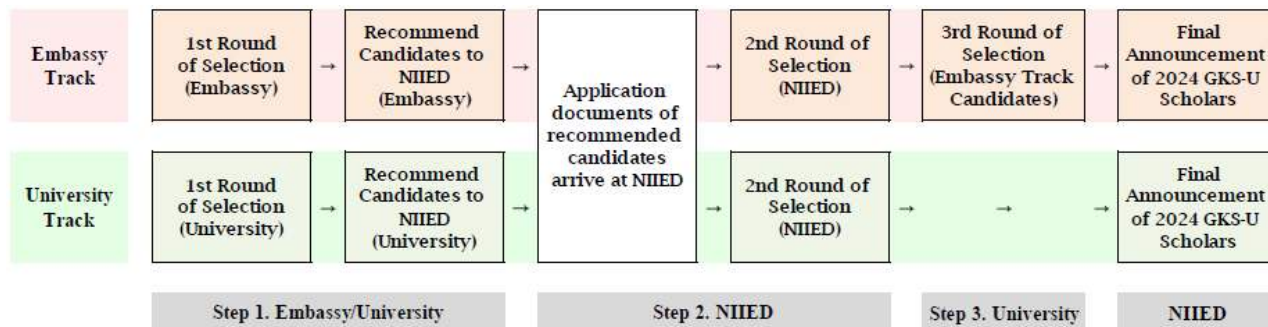 Embassy
Track
1st Round
of Selection
(Embassy)
→
Recommend
Candidates to
NIIED
(Embassy)
→
Application
documents of
recommended
candidates
arrive at NIIED
→
2nd Round of
Selection
(NIIED)
→
3rd Round of
Selection
(Embassy Track
Candidates)
→
Final
Announcement
of 2024 GKS-U
Scholars
University
Track
1st Round
of Selection
(University)
→
Recommend
Candidates to
NIIED
(University)
→
→
2nd Round of
Selection
(NIIED)
→
→
→
Final
Announcement
of 2024 GKS-U
Scholars
Step 1. Embassy/University
Step 2. NIIED
Step 3. University
NIIED